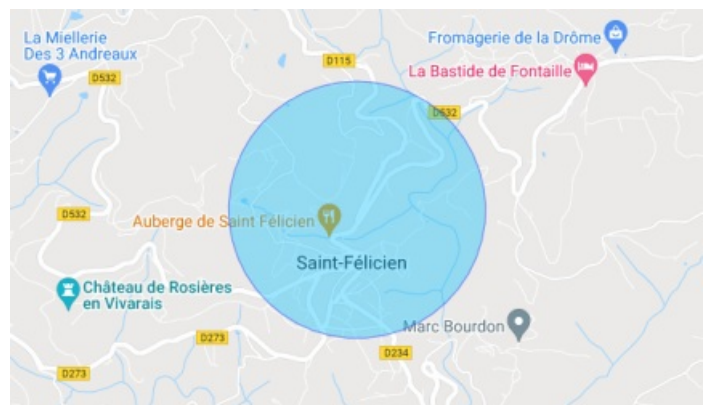 La Miellerie
Des 3 Andreaux
Fromagerie de la Drôme
D115
La Bastide de Fontaille
D532
D532
D532
Auberge de Saint Félicien
Saint-Félicien
Château de Rosières
en Vivarais
Marc Bourdon
D273
D234
D273